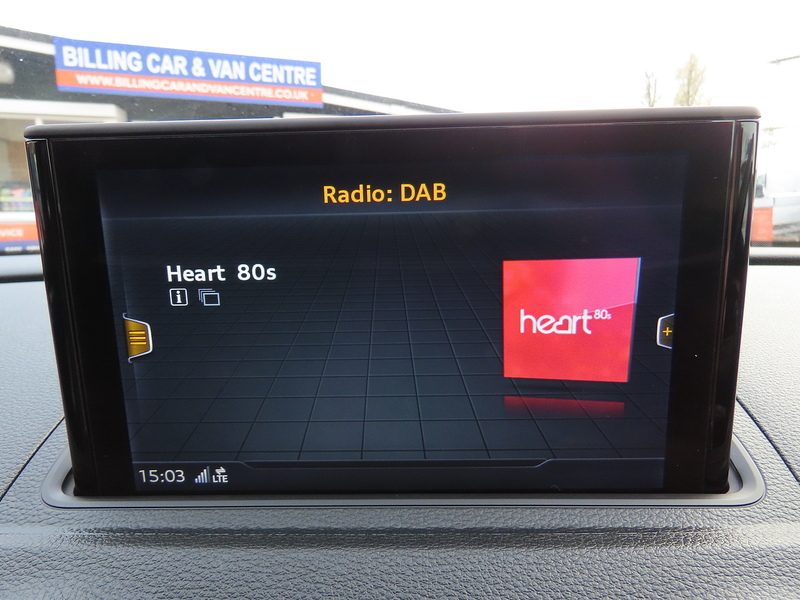 BILLING CAR & VAN CENTRE
WWW.BILLINGCARANDVANCENTRE.CO.UK
Radio: DAB
Heart 80s
i
heart 80s
+
15:03 LTE